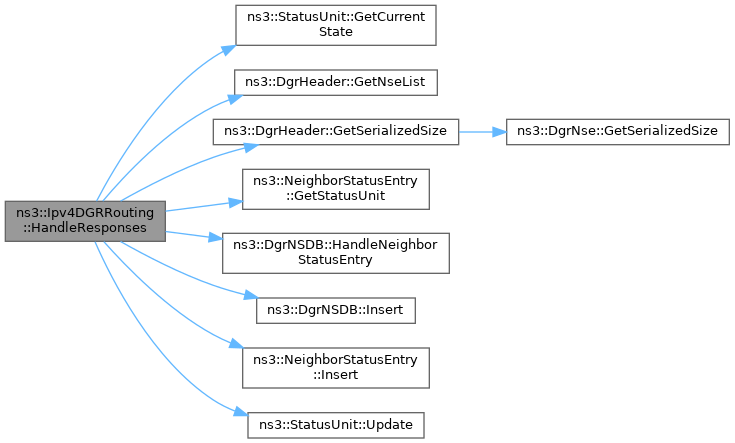 ns3::StatusUnit::GetCurrent
State
ns3::DgrHeader::GetNseList
ns3::DgrHeader::GetSerializedSize
ns3::DgrNse::GetSerializedSize
ns3::NeighborStatusEntry
::GetStatusUnit
ns3::Ipv4DGRRouting
::HandleResponses
ns3::DgrNSDB::HandleNeighbor
StatusEntry
ns3::DgrNSDB::Insert
ns3::NeighborStatusEntry
::Insert
ns3::StatusUnit::Update